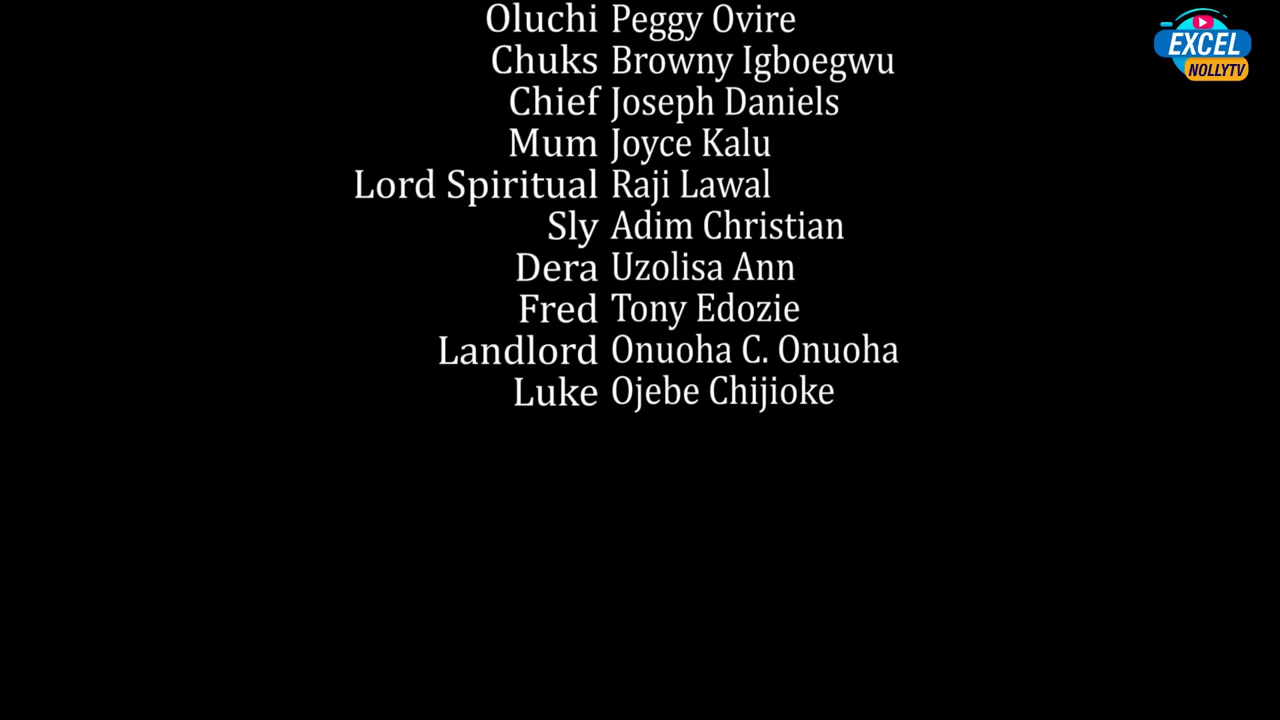 Oluchi Peggy Ovire
Chuks Browny Igboegwu
Chief Joseph Daniels
Mum Joyce Kalu
Lord Spiritual Raji Lawal
Sly Adim Christian
Dera Uzolisa Ann
Fred Tony Edozie
Landlord Onuoha C. Onuoha
Luke Ojebe Chijioke
EXCEL
NOLLYTV